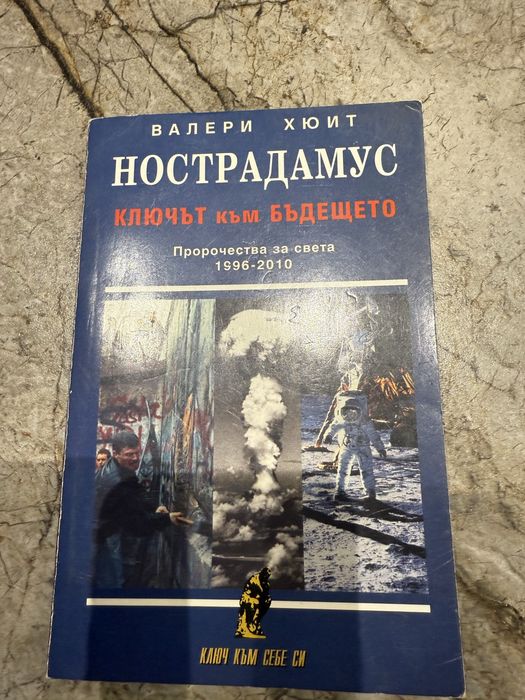 ВАЛЕРИ ХЮИТ
НОСТРАДАМУС
КЛЮЧЪТ към БЪДЕЩЕТО
Пророчества за света
1996-2010
КЛЮЧ КЪМ СЕБЕ СИ